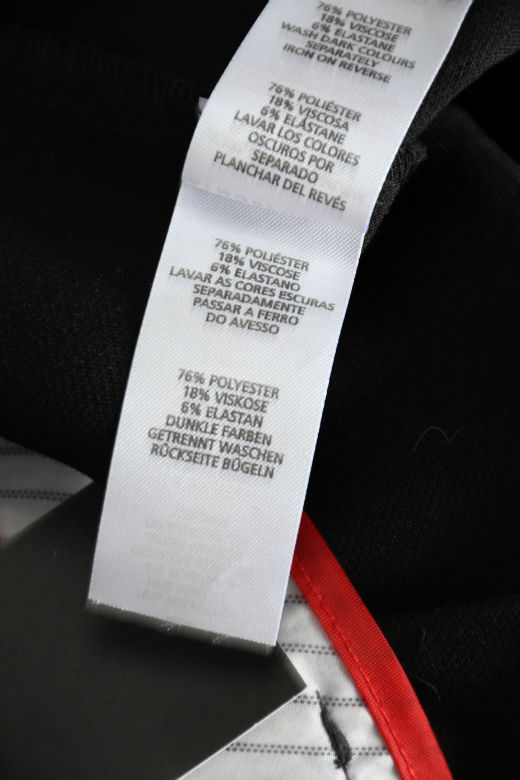 76% POLYESTER
18% VISCOSE
6% ELASTANE
WASH DARK COLOURS
SEPARATELY
IRON ON REVERSE
76% POLIÉSTER
18% VISCOSA
6% ELÁSTANE
LAVAR LOS COLORES
OSCUROS POR
SEPARADO
PLANCHAR DEL REVÉS
76% POLIÉSTER
18% VISCOSE
6% ELASTANO
LAVAR AS CORES ESCURAS
SEPARADAMENTE
PASSAR A FERRO
DO AVESSO
76% POLYESTER
18% VISKOSE
6% ELASTAN
DUNKLE FARBEN
GETRENNT WASCHEN
RÜCKSEITE BÜGELN